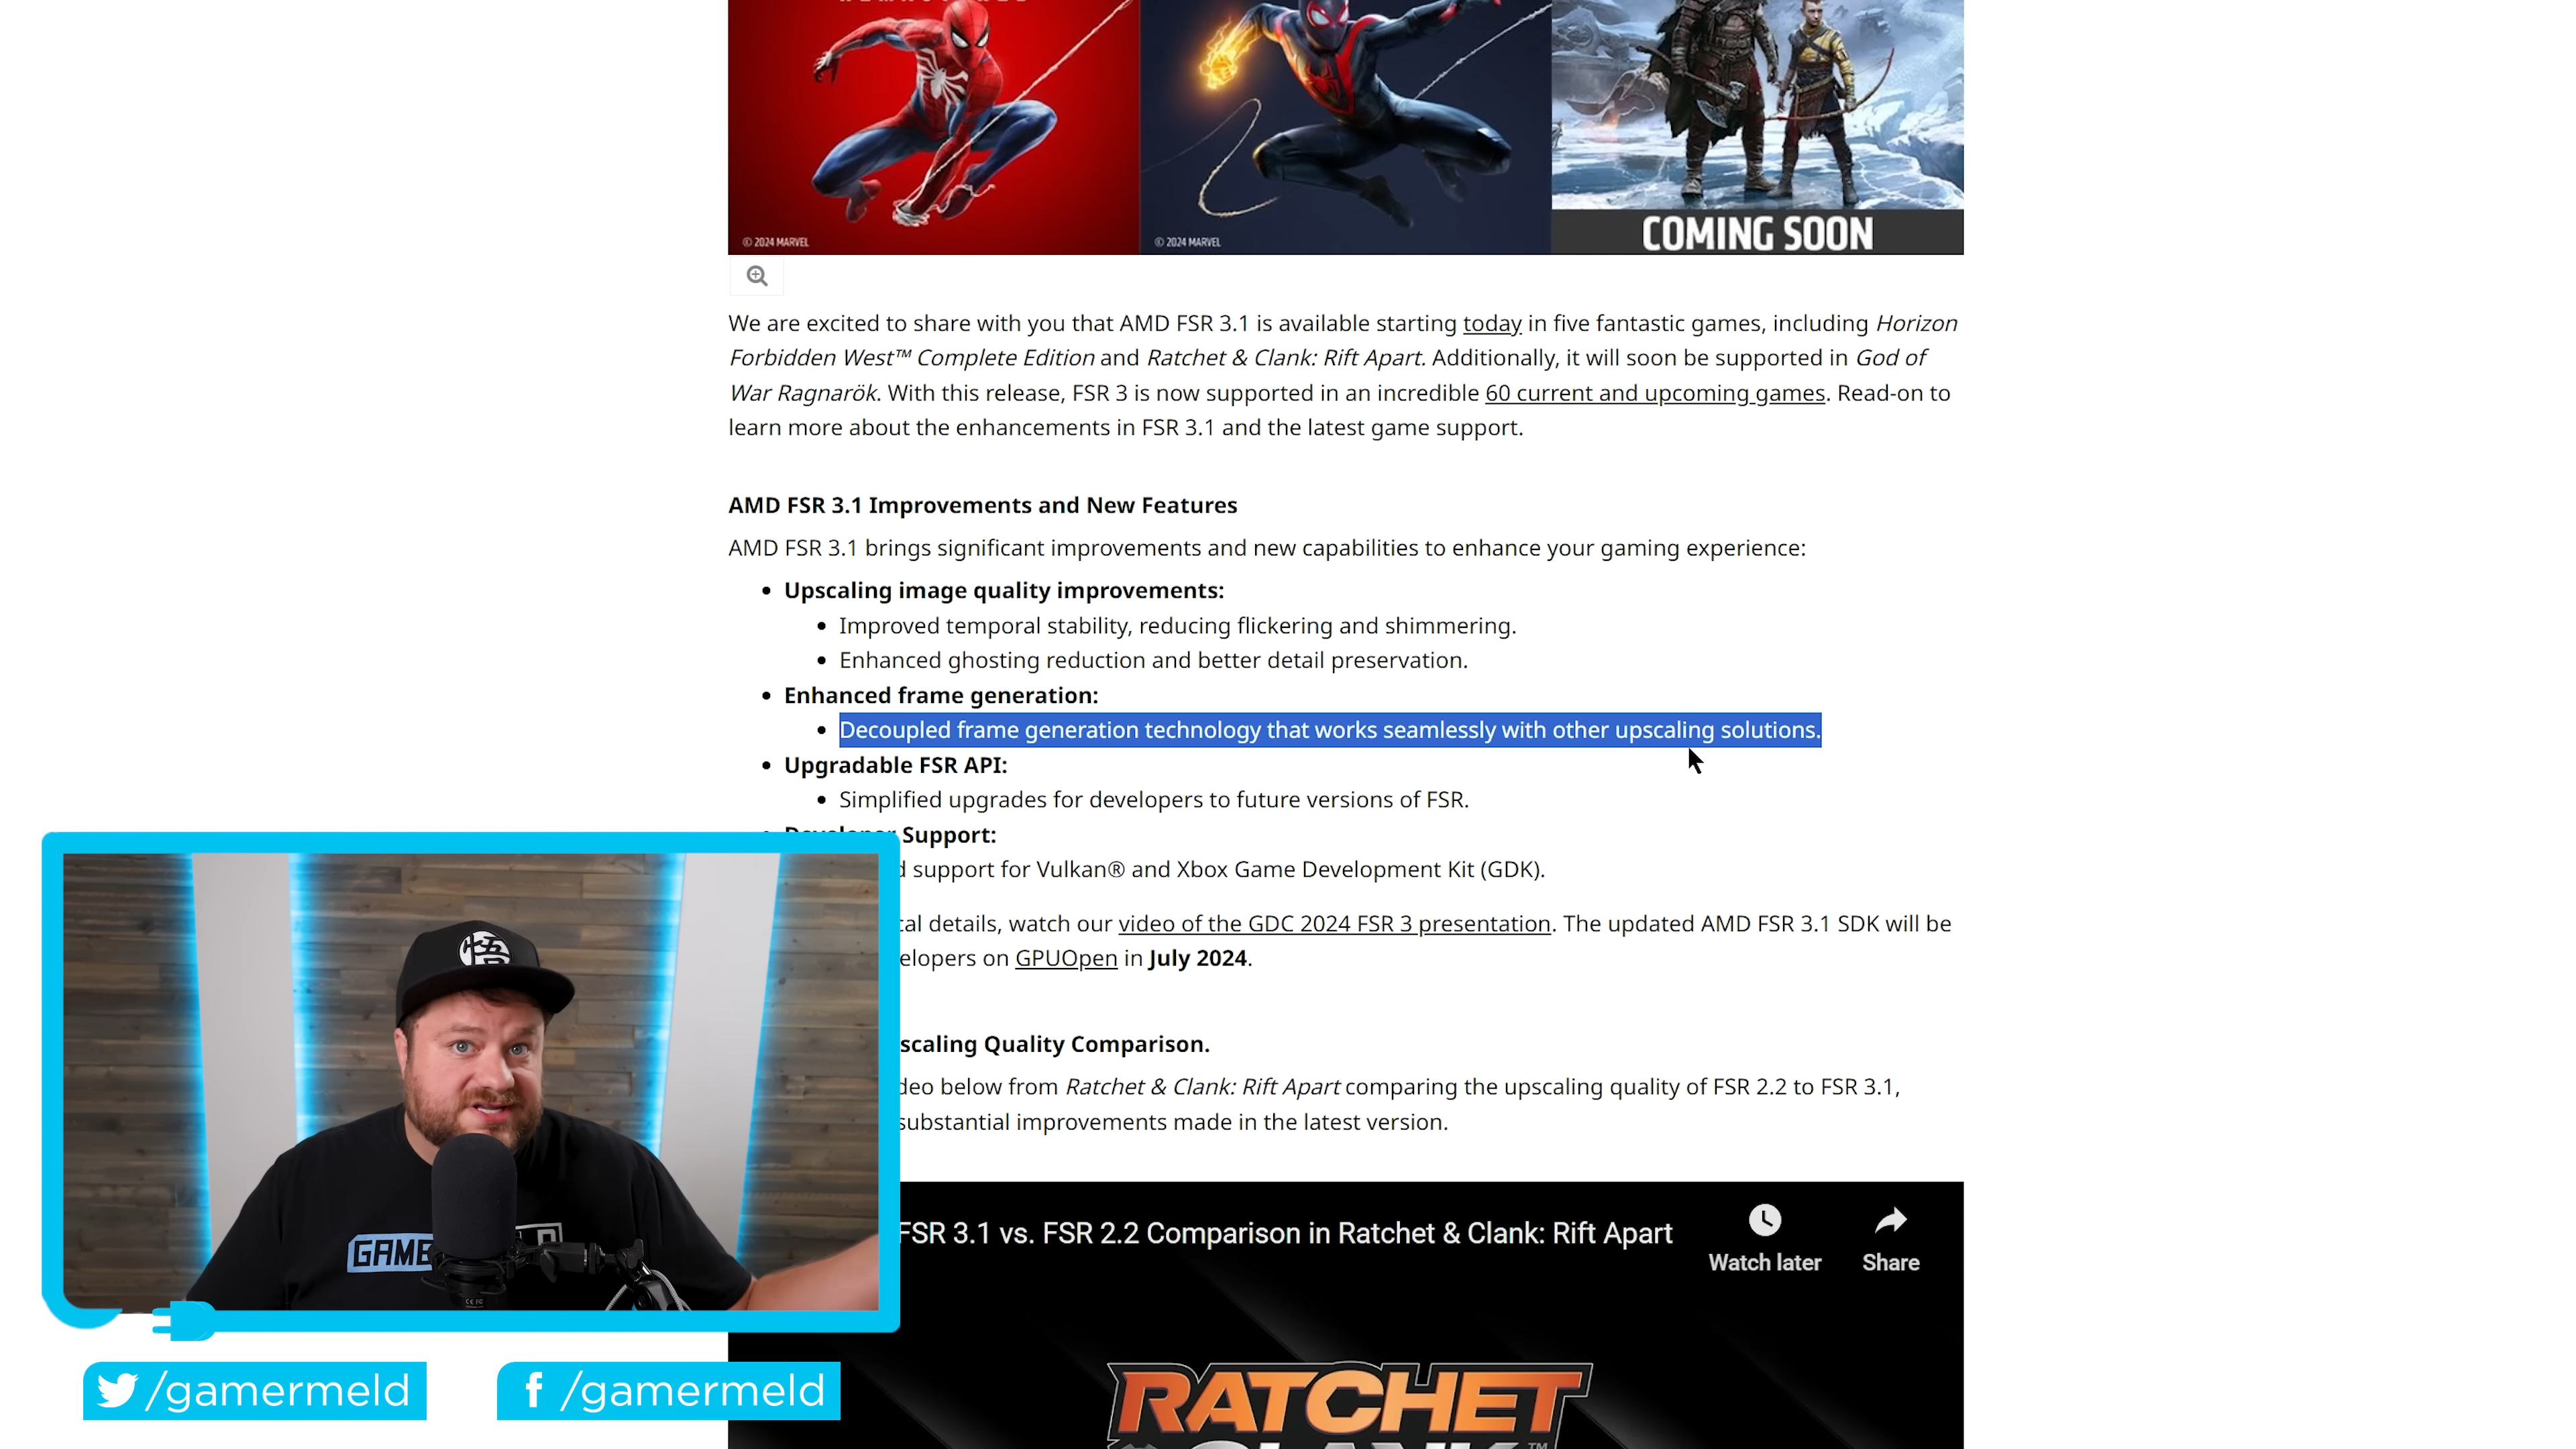 © 2024 MARVEL
© 2024 MARVEL
COMING SOON
We are excited to share with you that AMD FSR 3.1 is available starting today in five fantastic games, including Horizon
Forbidden West™ Complete Edition and Ratchet & Clank: Rift Apart. Additionally, it will soon be supported in God of
War Ragnarök. With this release, FSR 3 is now supported in an incredible 60 current and upcoming games. Read-on to
learn more about the enhancements in FSR 3.1 and the latest game support.
AMD FSR 3.1 Improvements and New Features
AMD FSR 3.1 brings significant improvements and new capabilities to enhance your gaming experience:
• Upscaling image quality improvements:
• Improved temporal stability, reducing flickering and shimmering.
• Enhanced ghosting reduction and better detail preservation.
• Enhanced frame generation:
• Decoupled frame generation technology that works seamlessly with other upscaling solutions.
• Upgradable FSR API:
• Simplified upgrades for developers to future versions of FSR.
Support:
support for Vulkan® and Xbox Game Development Kit (GDK).
cal details, watch our video of the GDC 2024 FSR 3 presentation. The updated AMD FSR 3.1 SDK will be
elopers on GPUOpen in July 2024.
scaling Quality Comparison.
deo below from Ratchet & Clank: Rift Apart comparing the upscaling quality of FSR 2.2 to FSR 3.1,
substantial improvements made in the latest version.
FSR 3.1 vs. FSR 2.2 Comparison in Ratchet & Clank: Rift Apart
Watch later
Share
RATCHET
悟
GAME
/gamermeld
/gamermeld